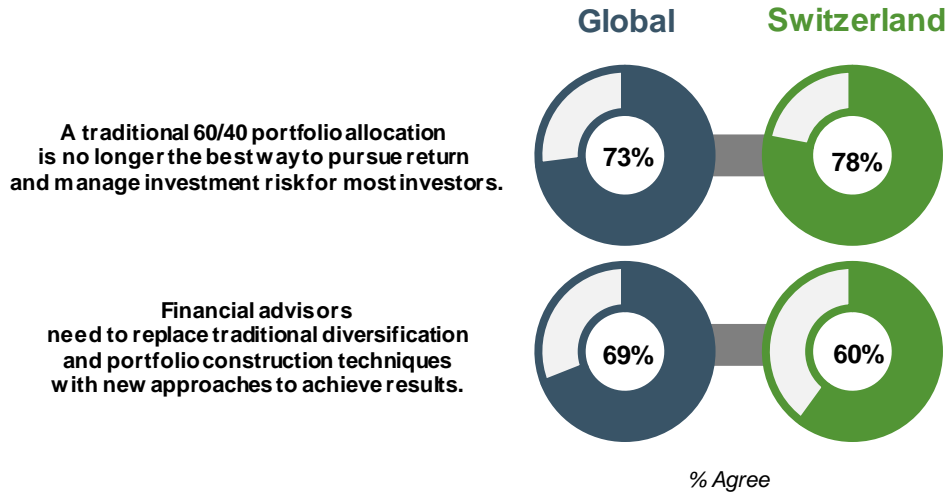 Global
Switzerland
A traditional 60/40 portfolio allocation
is no longer the best way to pursue return
and manage investment risk for most investors.
73%
78%
Financial advisors
need to replace traditional diversification
and portfolio construction techniques
with new approaches to achieve results.
69%
60%
% Agree